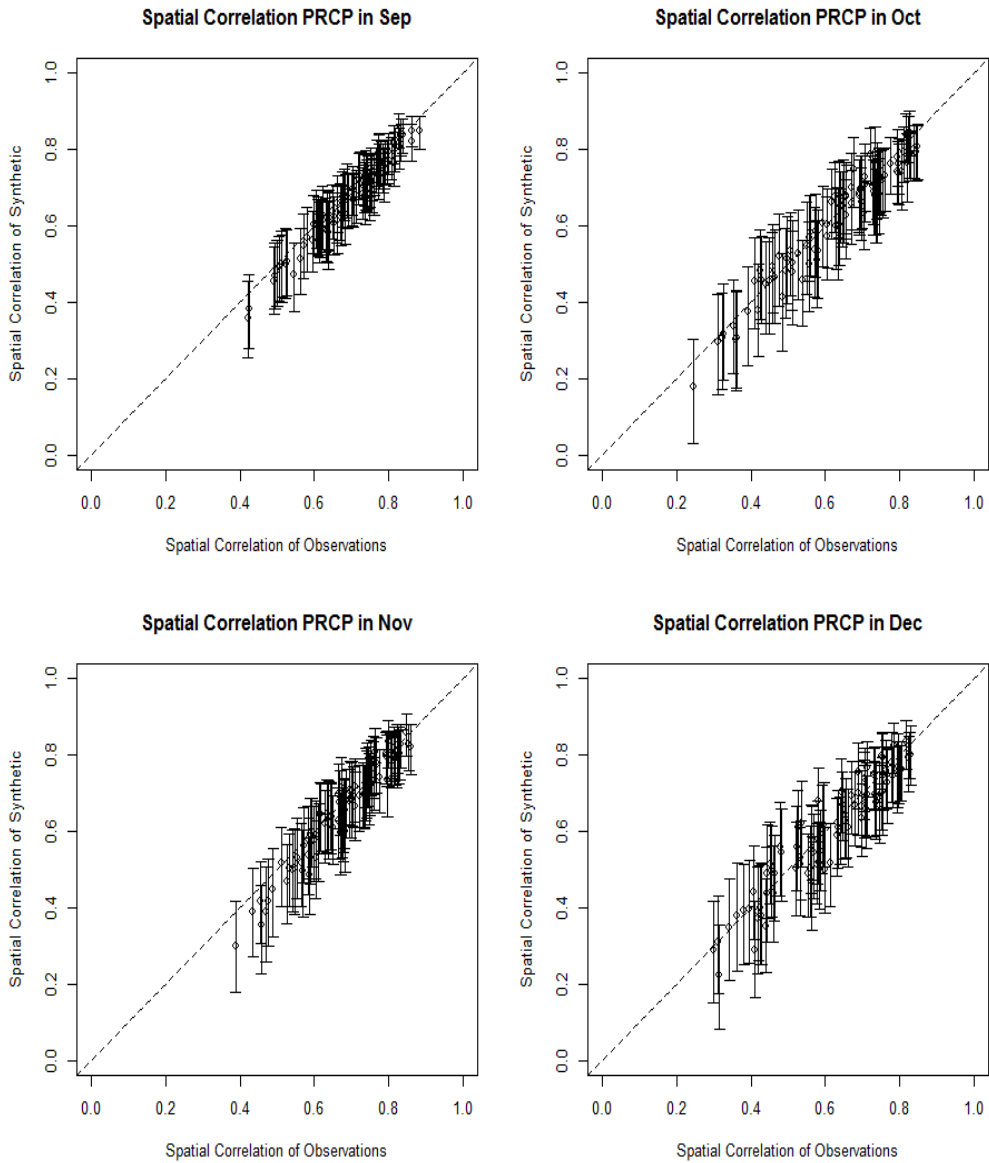 Spatial Correlation PRCP in Sep
Spatial Correlation of Synthetic
1.0
0.8
0.6
0.4
0.2
0.0
0.0 0.2 0.4 0.6 0.8 1.0
Spatial Correlation of Observations
Spatial Correlation PRCP in Oct
Spatial Correlation of Synthetic
1.0
0.8
0.6
0.4
0.2
0.0
0.0 0.2 0.4 0.6 0.8 1.0
Spatial Correlation of Observations
Spatial Correlation PRCP in Nov
Spatial Correlation of Synthetic
1.0
0.8
0.6
0.4
0.2
0.0
0.0 0.2 0.4 0.6 0.8 1.0
Spatial Correlation of Observations
Spatial Correlation PRCP in Dec
Spatial Correlation of Synthetic
1.0
0.8
0.6
0.4
0.2
0.0
0.0 0.2 0.4 0.6 0.8 1.0
Spatial Correlation of Observations